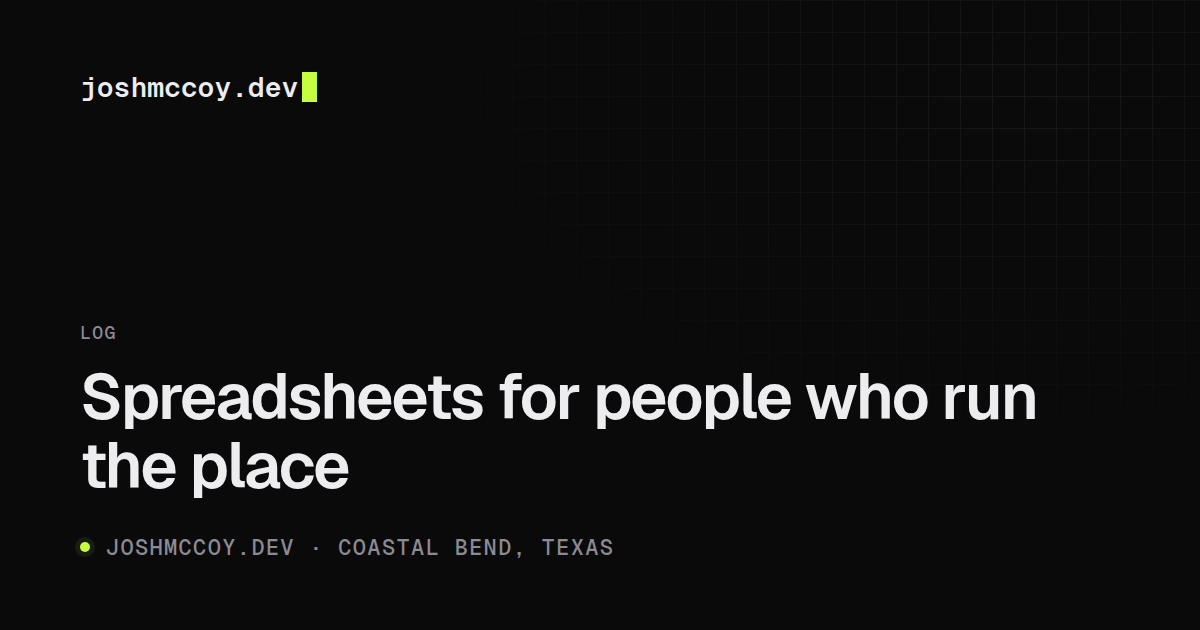 joshmccoy.dev
LOG
Spreadsheets for people who run
the place
JOSHMCCOY.DEV · COASTAL BEND, TEXAS